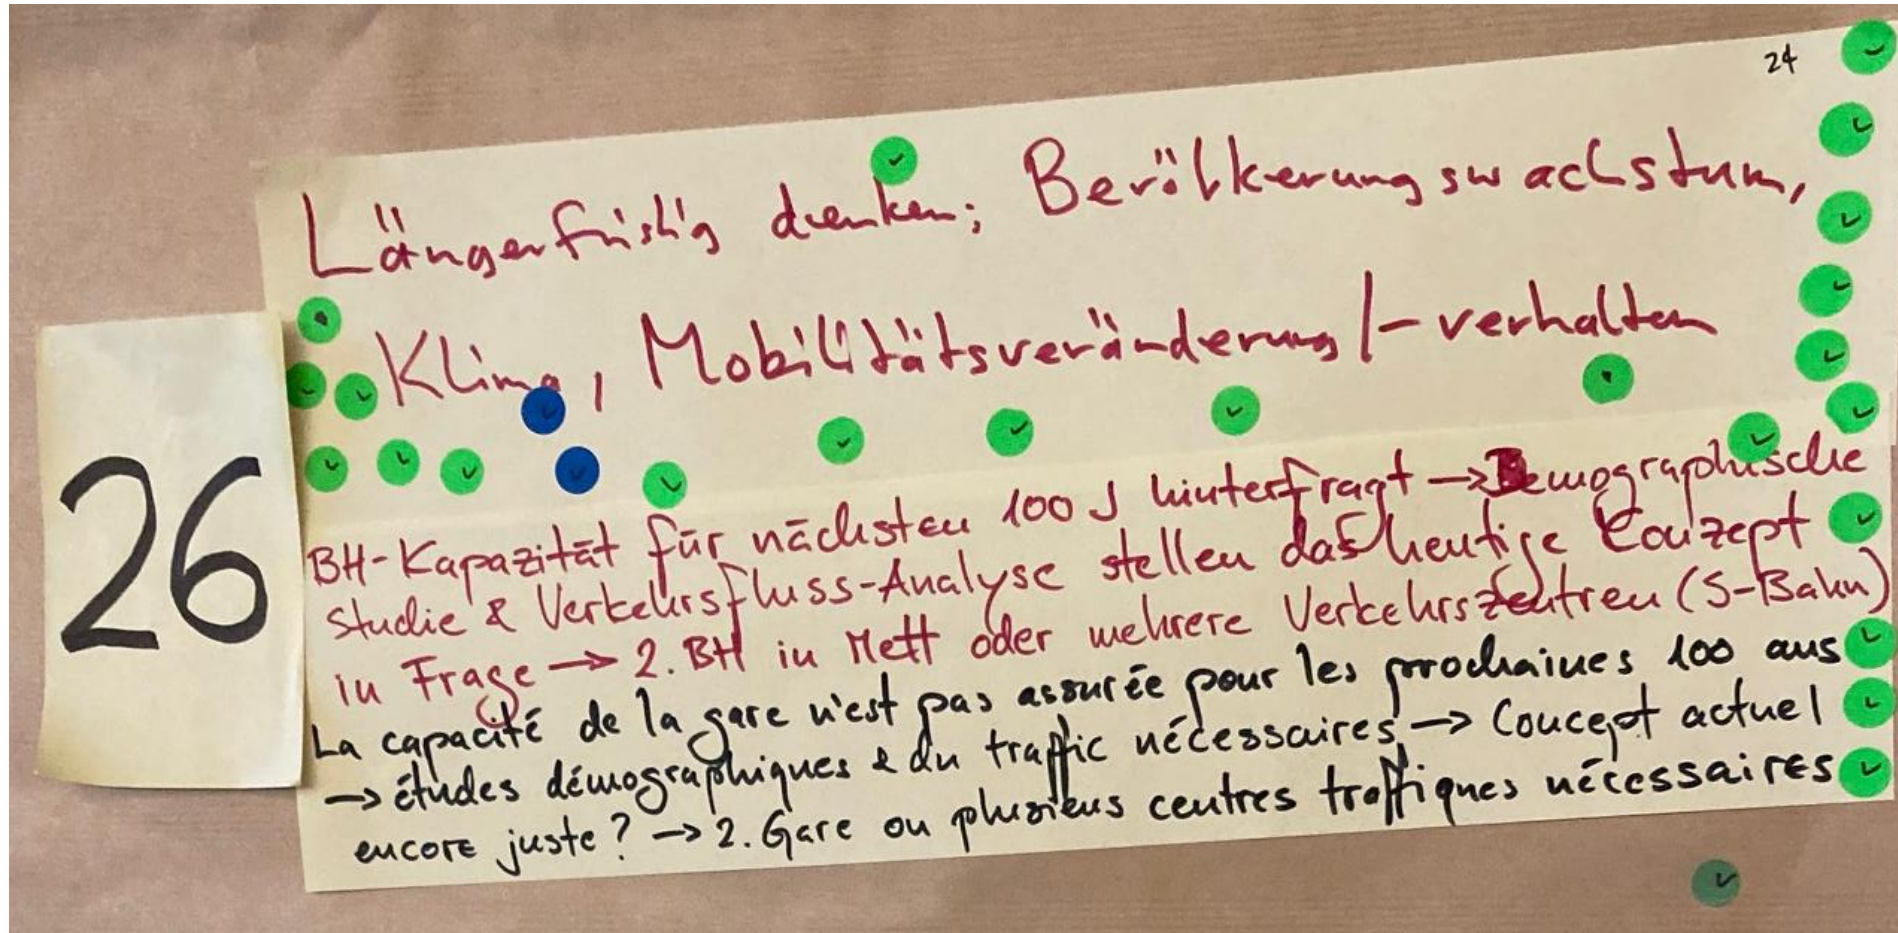 24
Längerfristig denken; Bevölkerungswachstum,
Klima, Mobilitätsveränderung/-verhalten
26
BH-Kapazität für nächsten 100 J hinterfragt → Demographische
Studie & Verkehrsfluss-Analyse stellen das heutige Konzept
in Frage → 2. BH in Mett oder mehrere Verkehrszentren (S-Bahn)
La capacité de la gare n'est pas assurée pour les prochaines 100 ans
→ études démographiques & du traffic nécessaires → Concept actuel
encore juste? → 2. Gare ou plusieus centres traffiques nécessaires